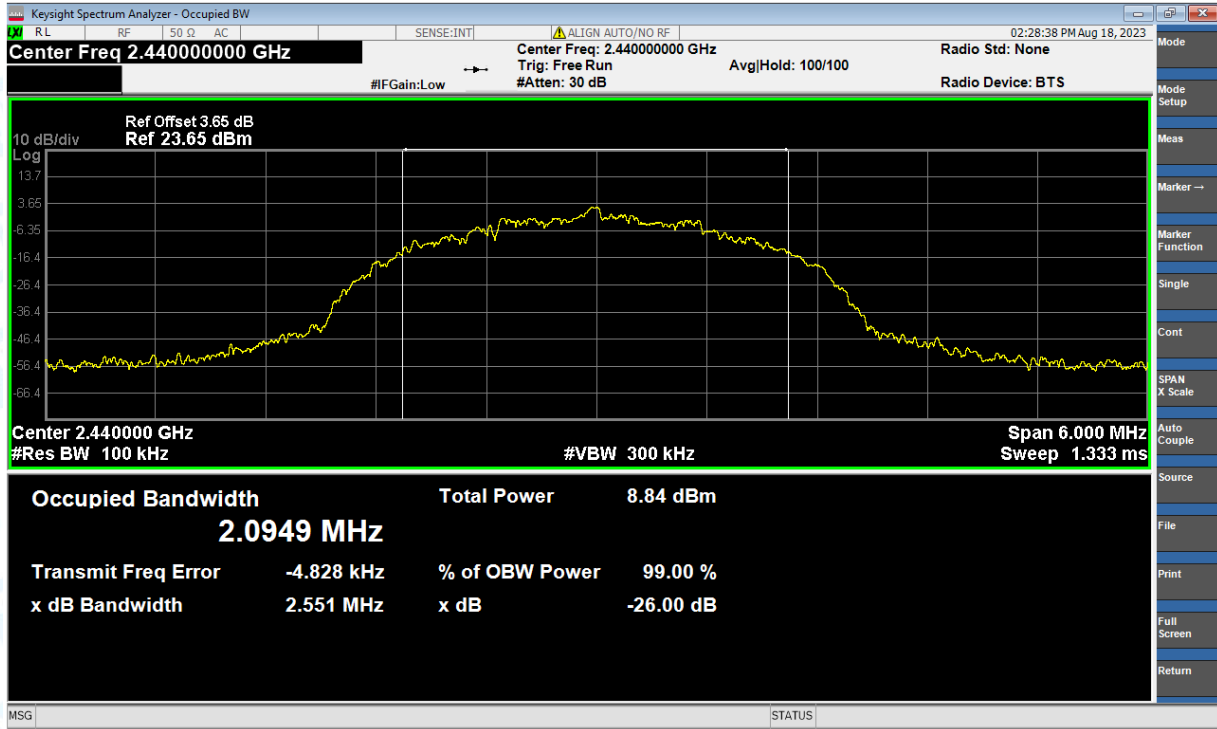 Keysight Spectrum Analyzer - Occupied BW
LXI RL RF 50 Ω AC SENSE:INT ALIGN AUTO/NO RF 02:28:38 PM Aug 18, 2023
Center Freq 2.440000000 GHz
Center Freq: 2.440000000 GHz
Radio Std: None
Trig: Free Run
Avg|Hold: 100/100
#IFGain:Low
#Atten: 30 dB
Radio Device: BTS
Ref Offset 3.65 dB
10 dB/div
Ref 23.65 dBm
Log
13.7
3.65
-6.35
-16.4
-26.4
-36.4
-46.4
-56.4
-66.4
Center 2.440000 GHz
Span 6.000 MHz
#Res BW 100 kHz
#VBW 300 kHz
Sweep 1.333 ms
Occupied Bandwidth
Total Power 8.84 dBm
2.0949 MHz
Transmit Freq Error -4.828 kHz
% of OBW Power 99.00 %
x dB Bandwidth 2.551 MHz
x dB -26.00 dB
MSG
STATUS
Mode
Mode
Setup
Meas
Marker→
Marker
Function
Single
Cont
SPAN
X Scale
Auto
Couple
Source
File
Print
Full
Screen
Return